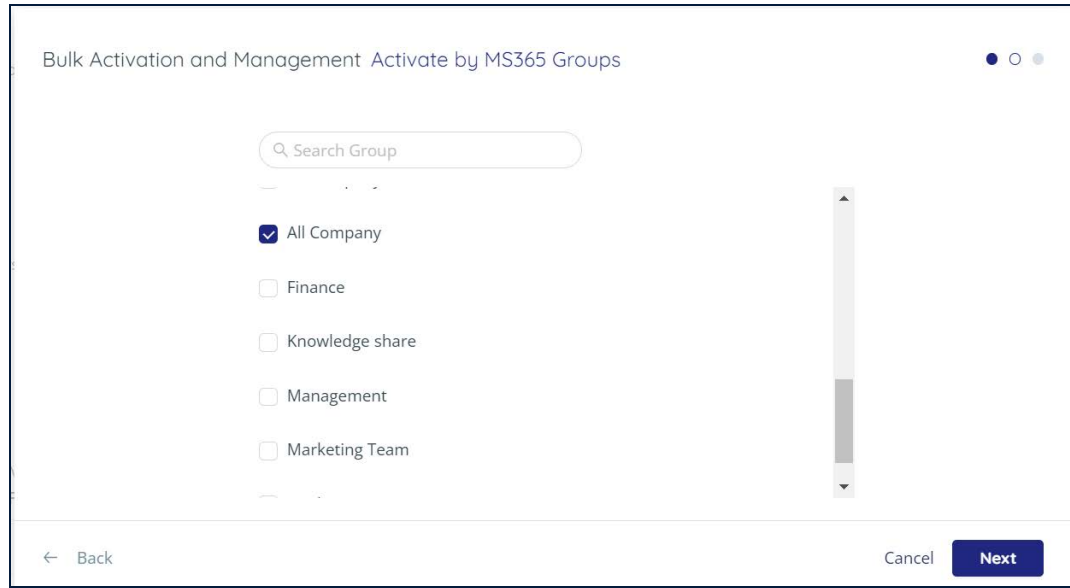 Bulk Activation and Management Activate by MS365 Groups
Search Group
All Company
Finance
Knowledge share
Management
Marketing Team
Back
Cancel
Next